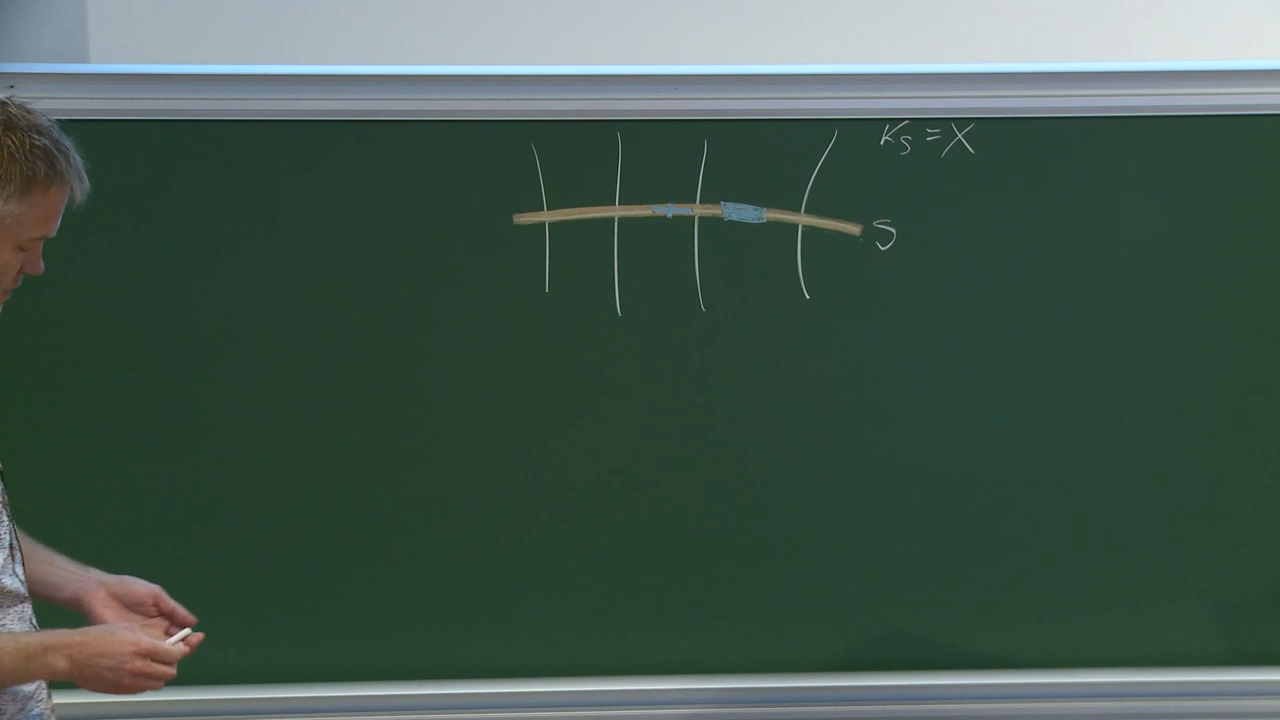 K_S = X
S